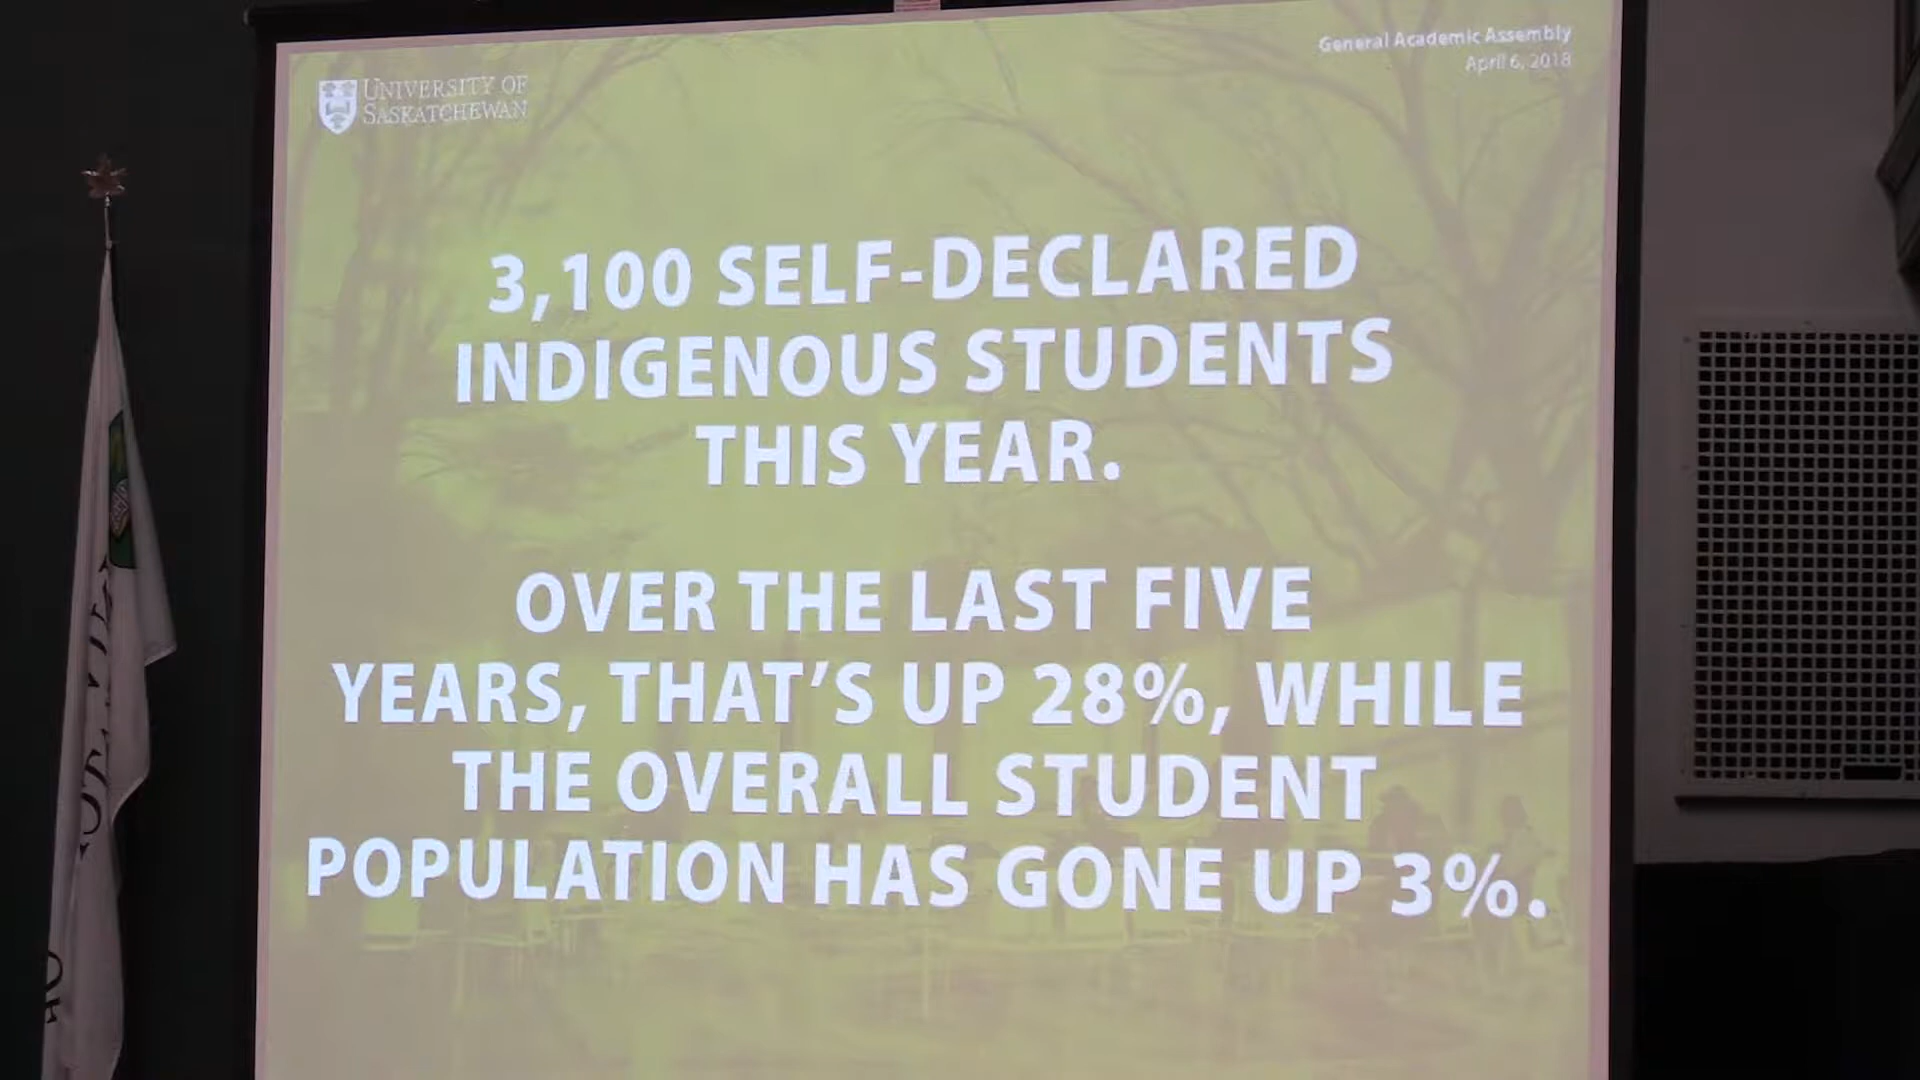 General Academic Assembly
April 6, 2018
UNIVERSITY OF
SASKATCHEWAN
3,100 SELF-DECLARED
INDIGENOUS STUDENTS
THIS YEAR.
OVER THE LAST FIVE
YEARS, THAT'S UP 28%, WHILE
THE OVERALL STUDENT
POPULATION HAS GONE UP 3%.